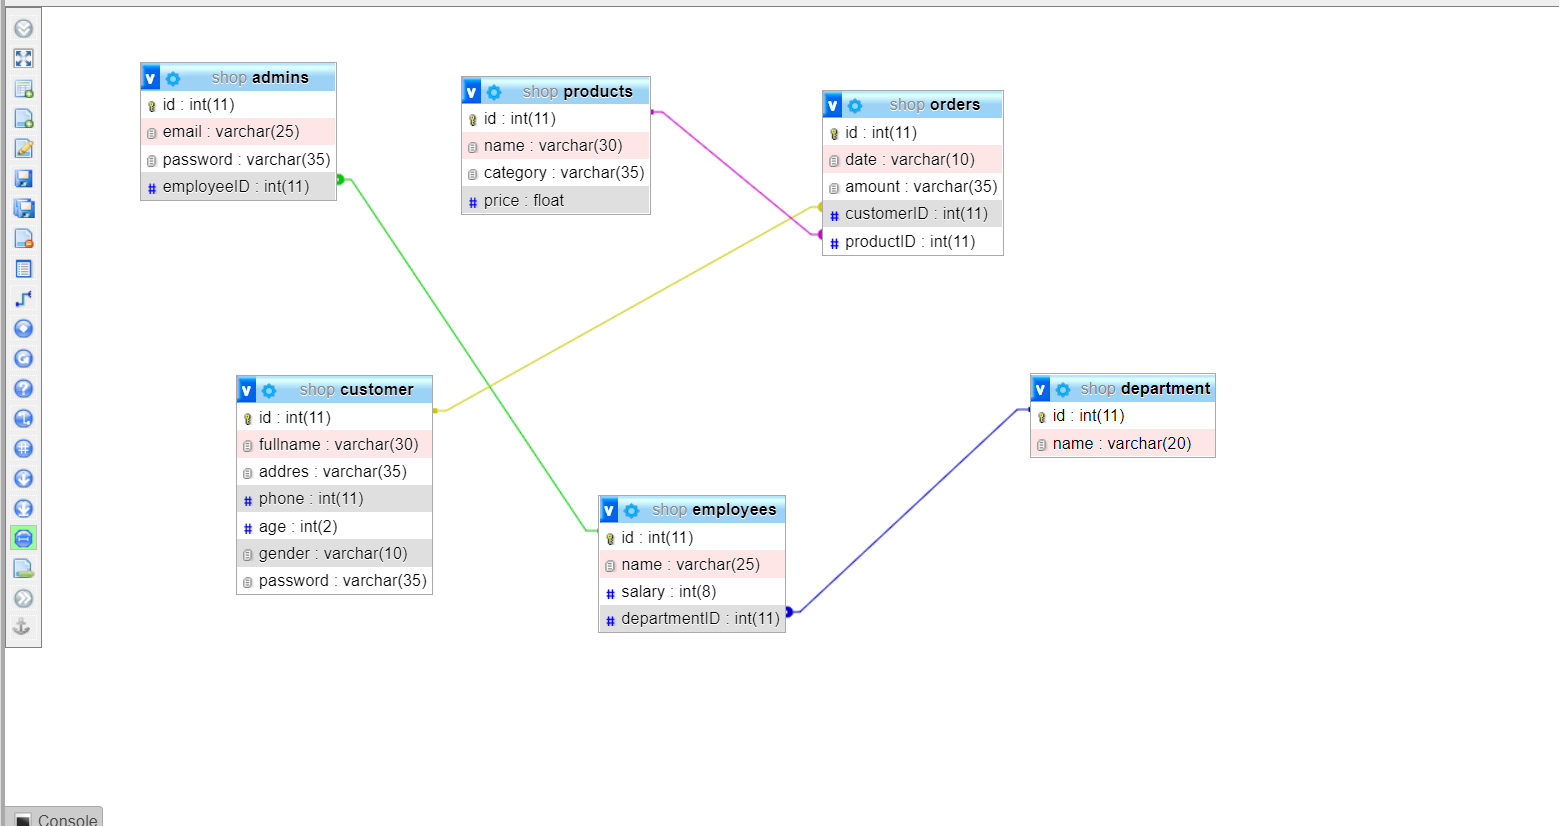 shop admins
id : int(11)
email : varchar(25)
password : varchar(35)
# employeeID : int(11)
shop products
id : int(11)
name : varchar(30)
category : varchar(35)
# price : float
shop orders
id : int(11)
date : varchar(10)
amount : varchar(35)
# customerID : int(11)
# productID : int(11)
shop customer
id : int(11)
fullname : varchar(30)
addres : varchar(35)
# phone : int(11)
# age : int(2)
gender : varchar(10)
password : varchar(35)
shop employees
id : int(11)
name : varchar(25)
# salary : int(8)
# departmentID : int(11)
shop department
id : int(11)
name : varchar(20)
Console